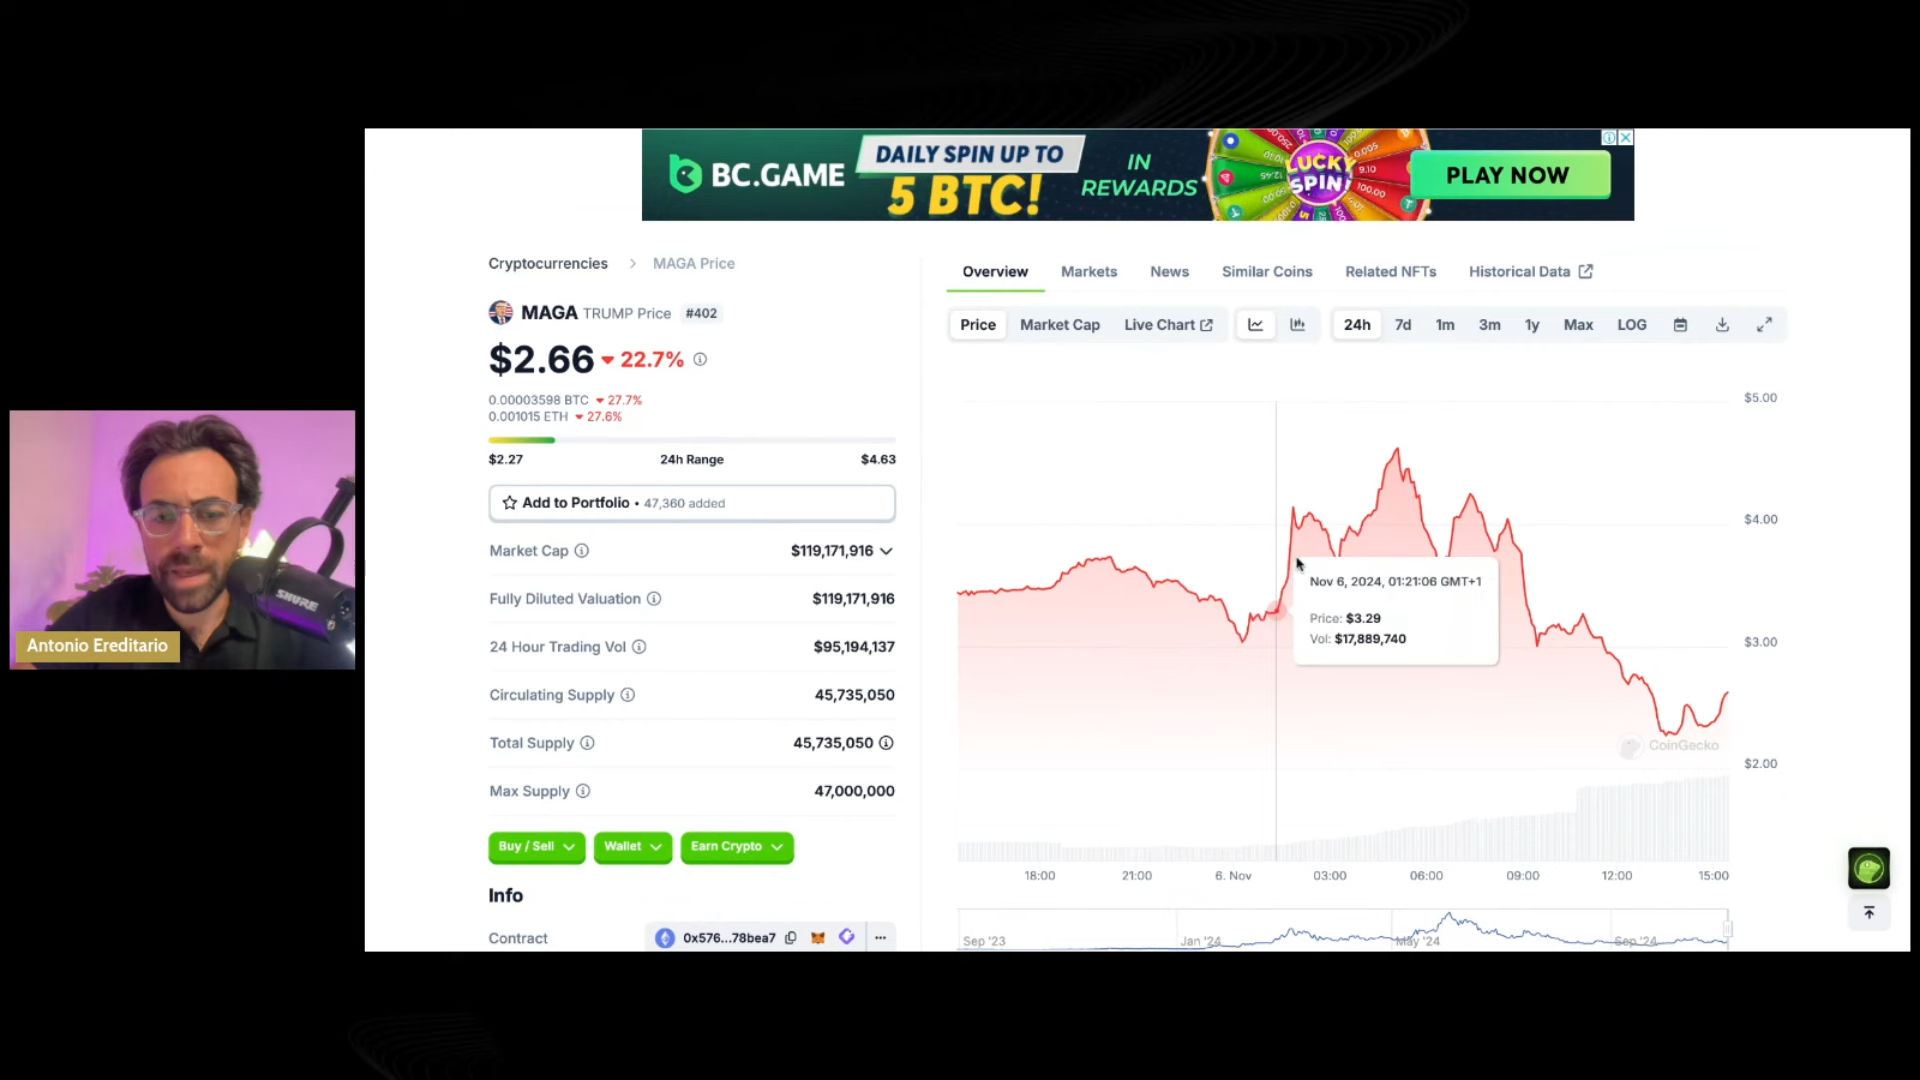 BC.GAME
DAILY SPIN UP TO
5 BTC!
IN
REWARDS
LUCKY
SPIN!
PLAY NOW
Cryptocurrencies > MAGA Price
MAGA TRUMP Price #402
$2.66 22.7%
0.00003598 BTC 27.7%
0.001015 ETH 27.6%
$2.27 24h Range $4.63
Add to Portfolio • 47,360 added
Market Cap $119,171,916
Fully Diluted Valuation $119,171,916
24 Hour Trading Vol $95,194,137
Circulating Supply 45,735,050
Total Supply 45,735,050
Max Supply 47,000,000
Buy / Sell Wallet Earn Crypto
Info
Contract 0x576...78bea7 ...
Overview Markets News Similar Coins Related NFTs Historical Data
Price Market Cap Live Chart 24h 7d 1m 3m 1y Max LOG
$5.00
$4.00
$3.00
$2.00
Nov 6, 2024, 01:21:06 GMT+1
Price: $3.29
Vol: $17,889,740
CoinGecko
18:00 21:00 6. Nov 03:00 06:00 09:00 12:00 15:00
Sep '23 Jan '24 May '24 Sep '24
SHURE
Antonio Ereditario